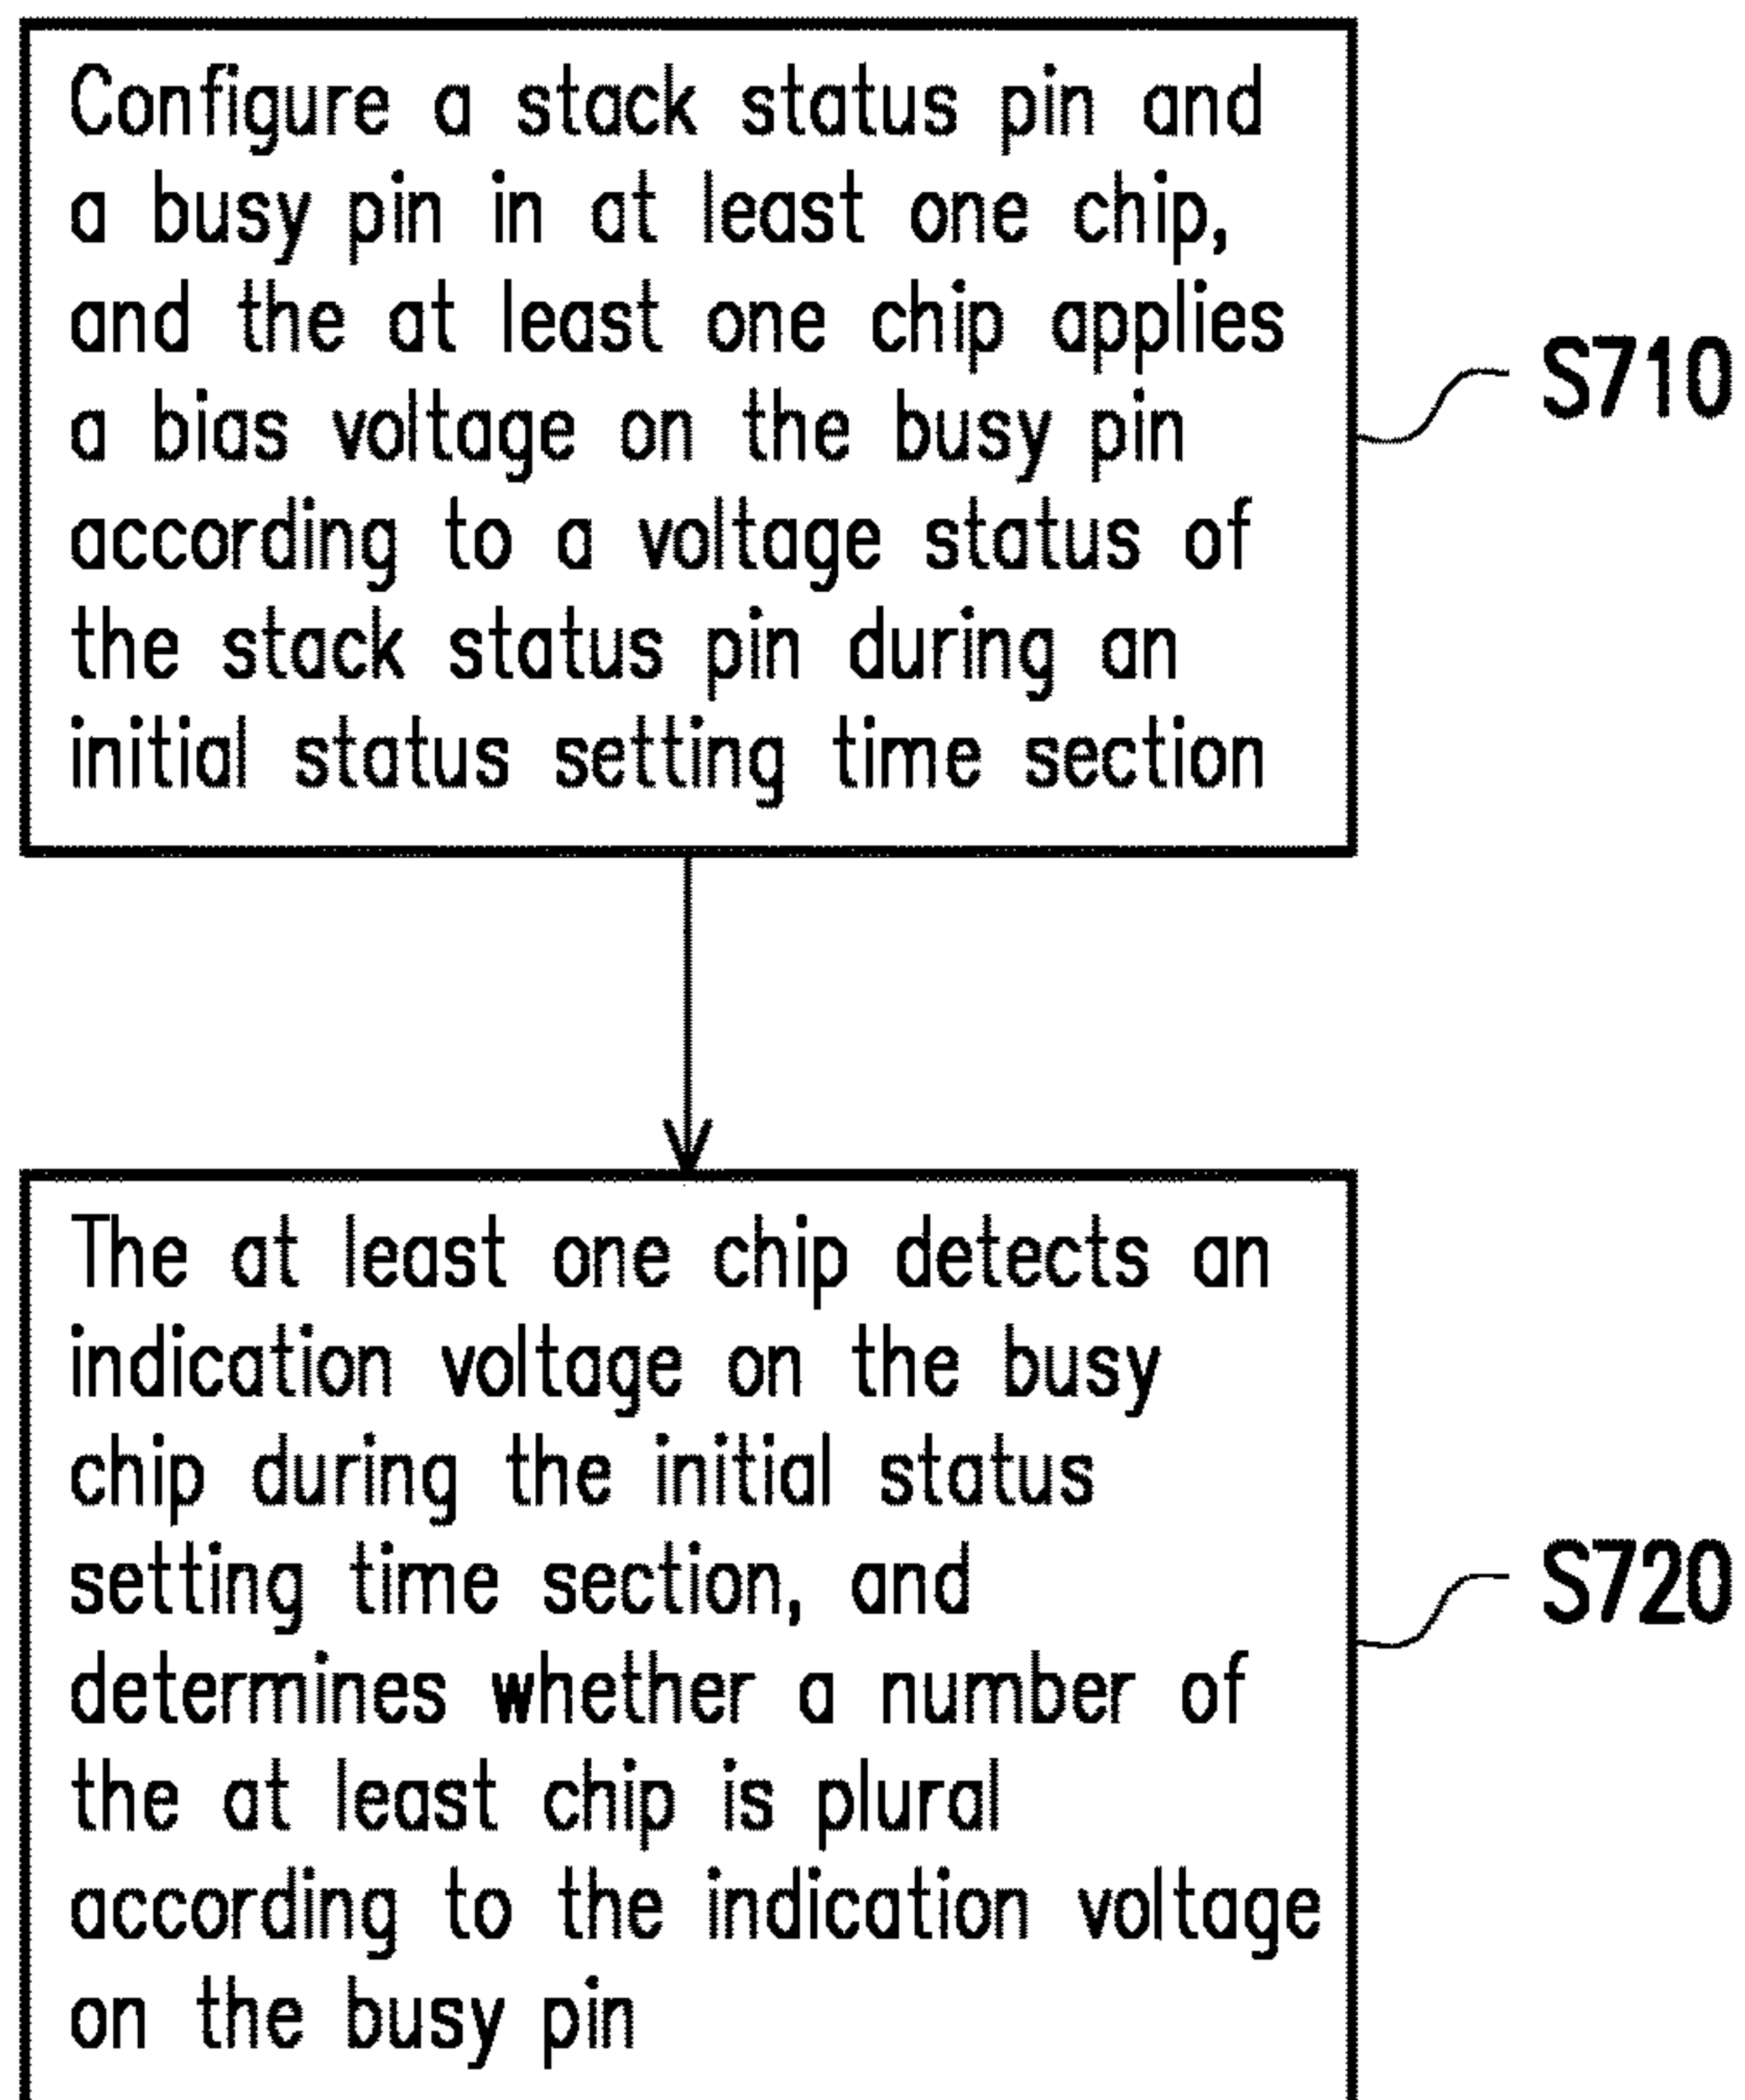 Configure a stack status pin and
a busy pin in at least one chip,
and the at least one chip applies
a bias voltage on the busy pin
according to a voltage status of
the stack status pin during an
initial status setting time section
S710
The at least one chip detects an
indication voltage on the busy
chip during the initial status
setting time section, and
determines whether a number of
the at least chip is plural
according to the indication voltage
on the busy pin
S720